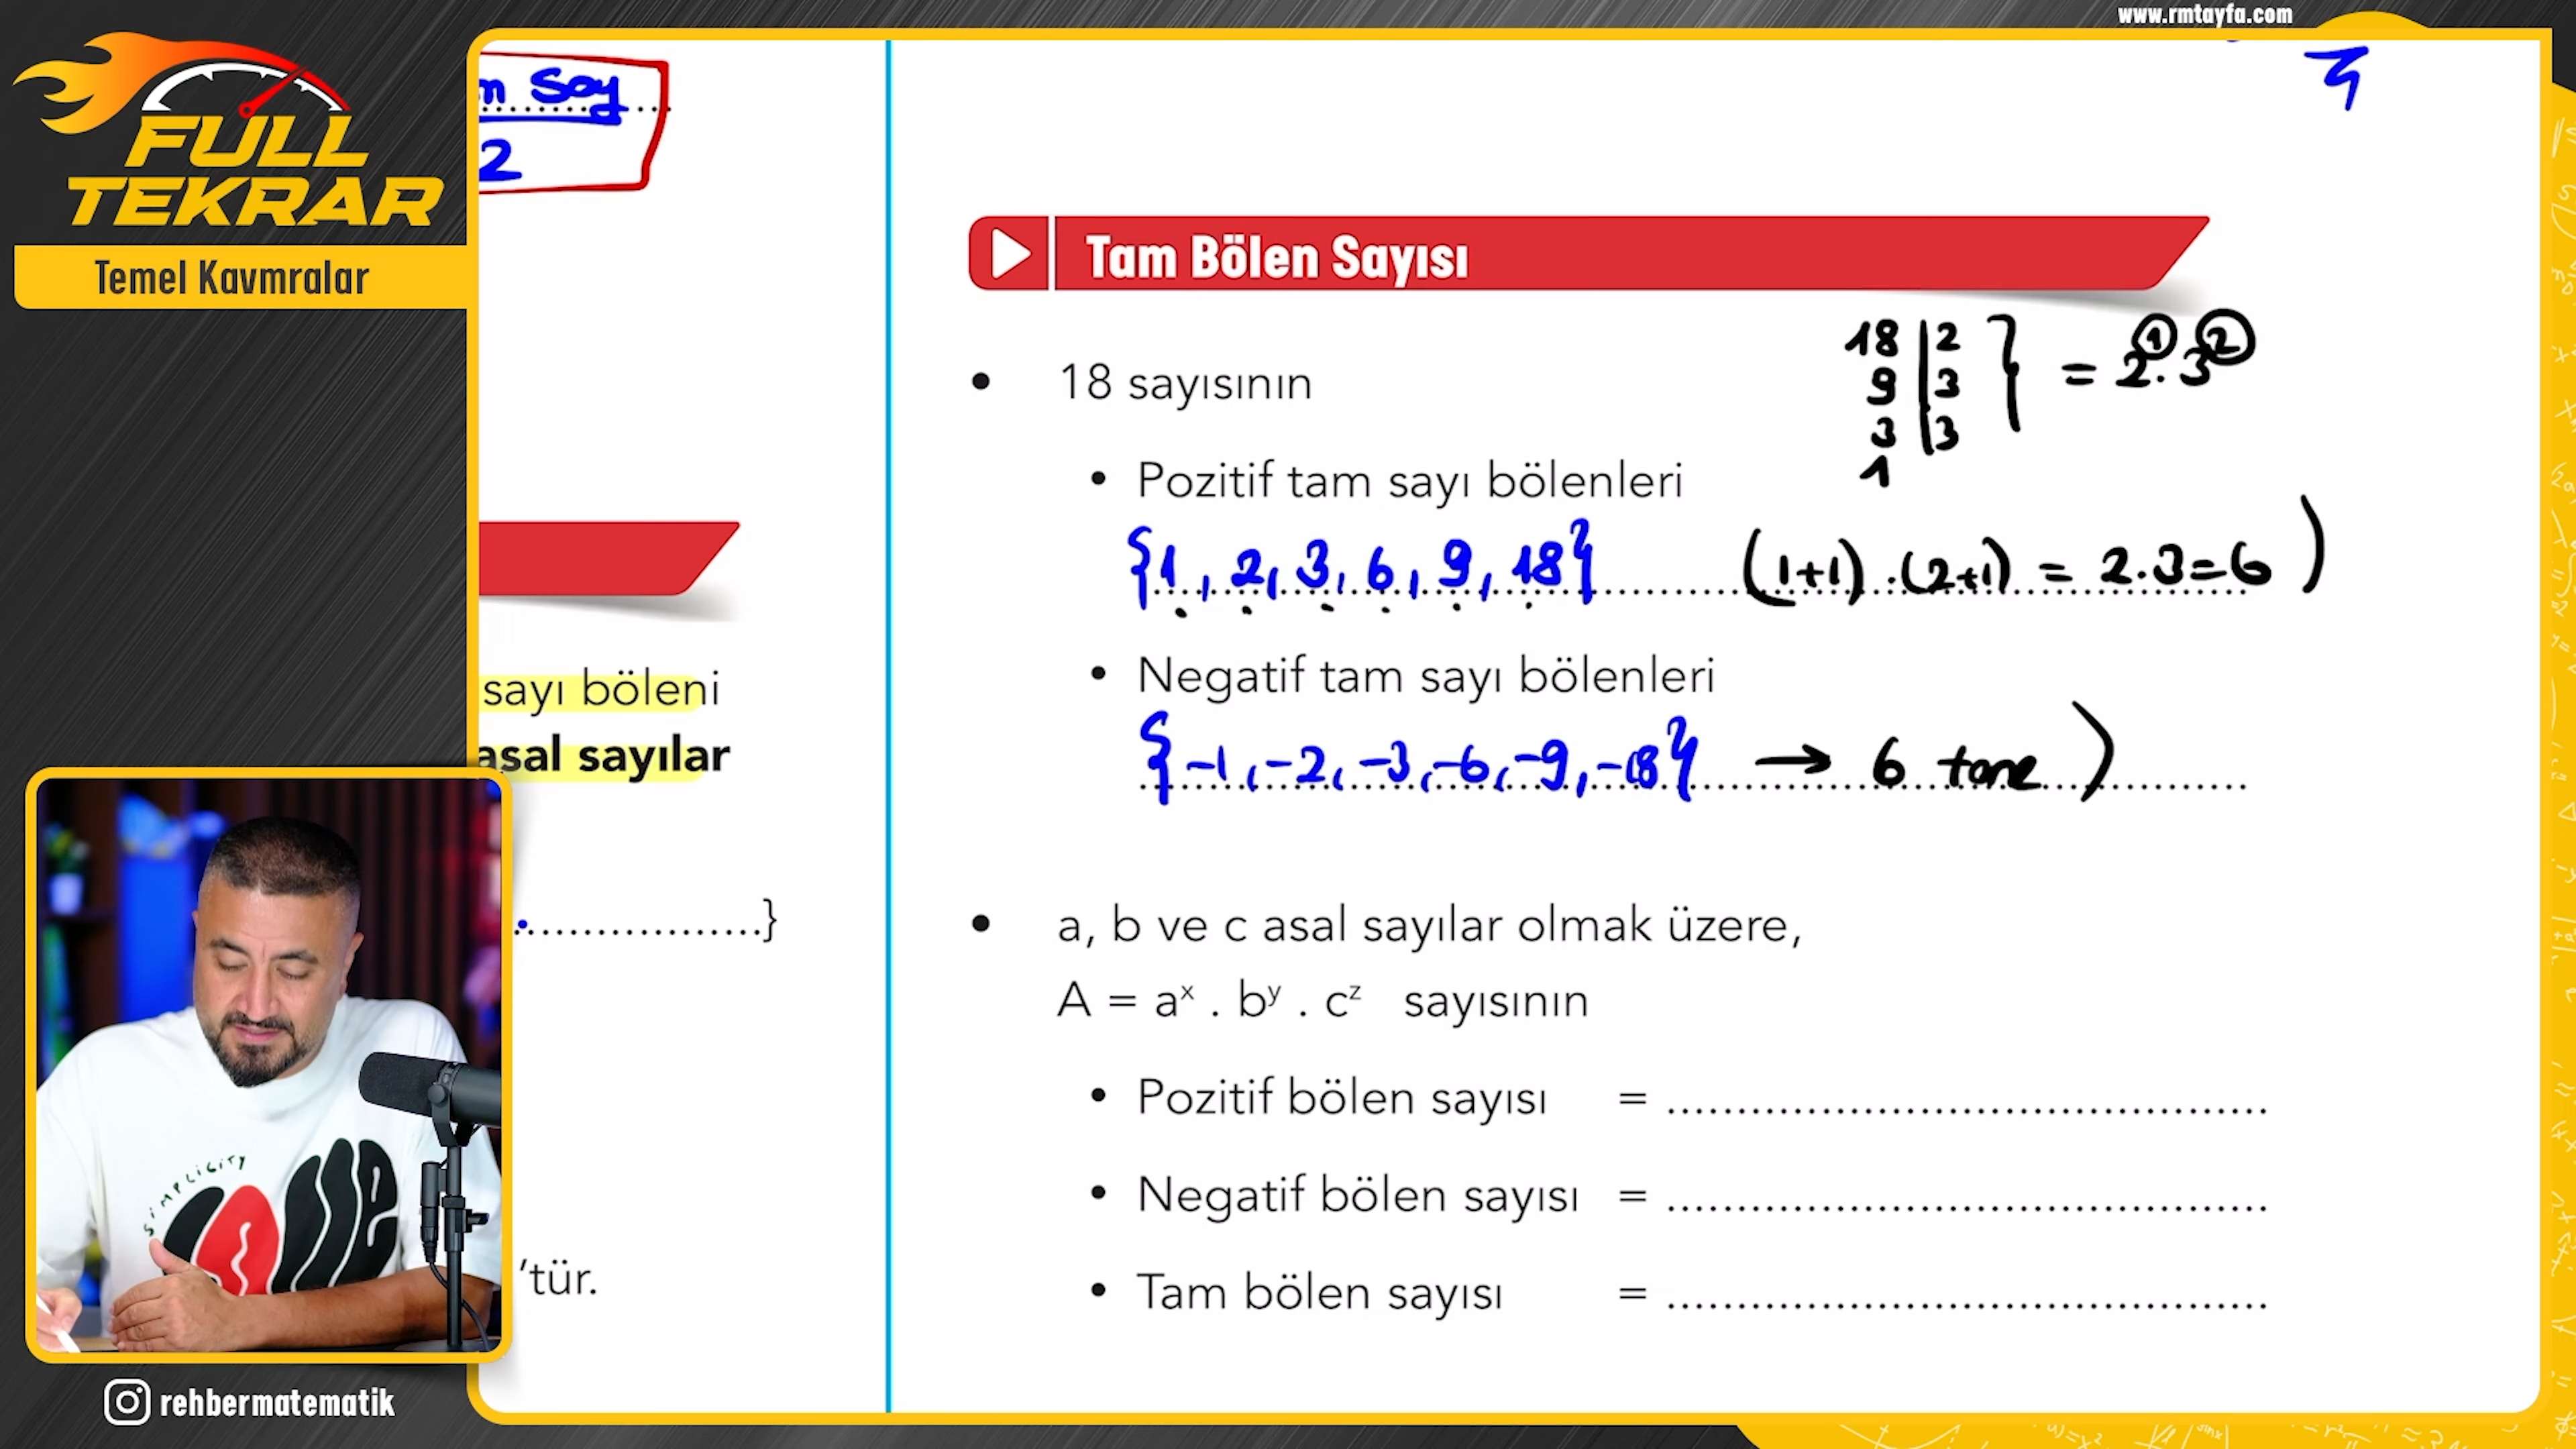 www.rmtayfa.com
FULL
TEKRAR
Temel Kavmralar
m Say
2
sayı böleni
asal sayılar
...................}
'tür.
Tam Bölen Sayısı
• 18 sayısının
18 | 2
9 | 3
3 | 3
1
} = 2¹ . 3²
• Pozitif tam sayı bölenleri
{1, 2, 3, 6, 9, 18} (1+1) . (2+1) = 2.3=6 )
• Negatif tam sayı bölenleri
{-1, -2, -3, -6, -9, -18} → 6 tane )
• a, b ve c asal sayılar olmak üzere,
A = aˣ . bʸ . cᶻ sayısının
• Pozitif bölen sayısı = ............................................
• Negatif bölen sayısı = ............................................
• Tam bölen sayısı = ............................................
SIMPLICITY
rehbermatematik